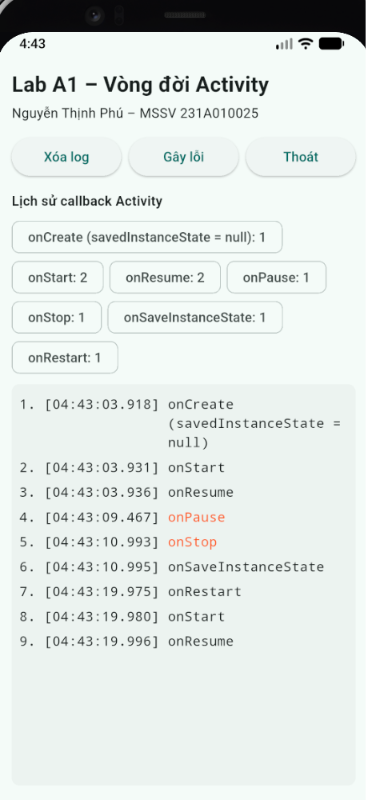 4:43
Lab A1 – Vòng đời Activity
Nguyễn Thịnh Phú – MSSV 231A010025
Xóa log Gây lỗi Thoát
Lịch sử callback Activity
onCreate (savedInstanceState = null): 1
onStart: 2 onResume: 2 onPause: 1
onStop: 1 onSaveInstanceState: 1
onRestart: 1
1. [04:43:03.918] onCreate
(savedInstanceState =
null)
2. [04:43:03.931] onStart
3. [04:43:03.936] onResume
4. [04:43:09.467] onPause
5. [04:43:10.993] onStop
6. [04:43:10.995] onSaveInstanceState
7. [04:43:19.975] onRestart
8. [04:43:19.980] onStart
9. [04:43:19.996] onResume